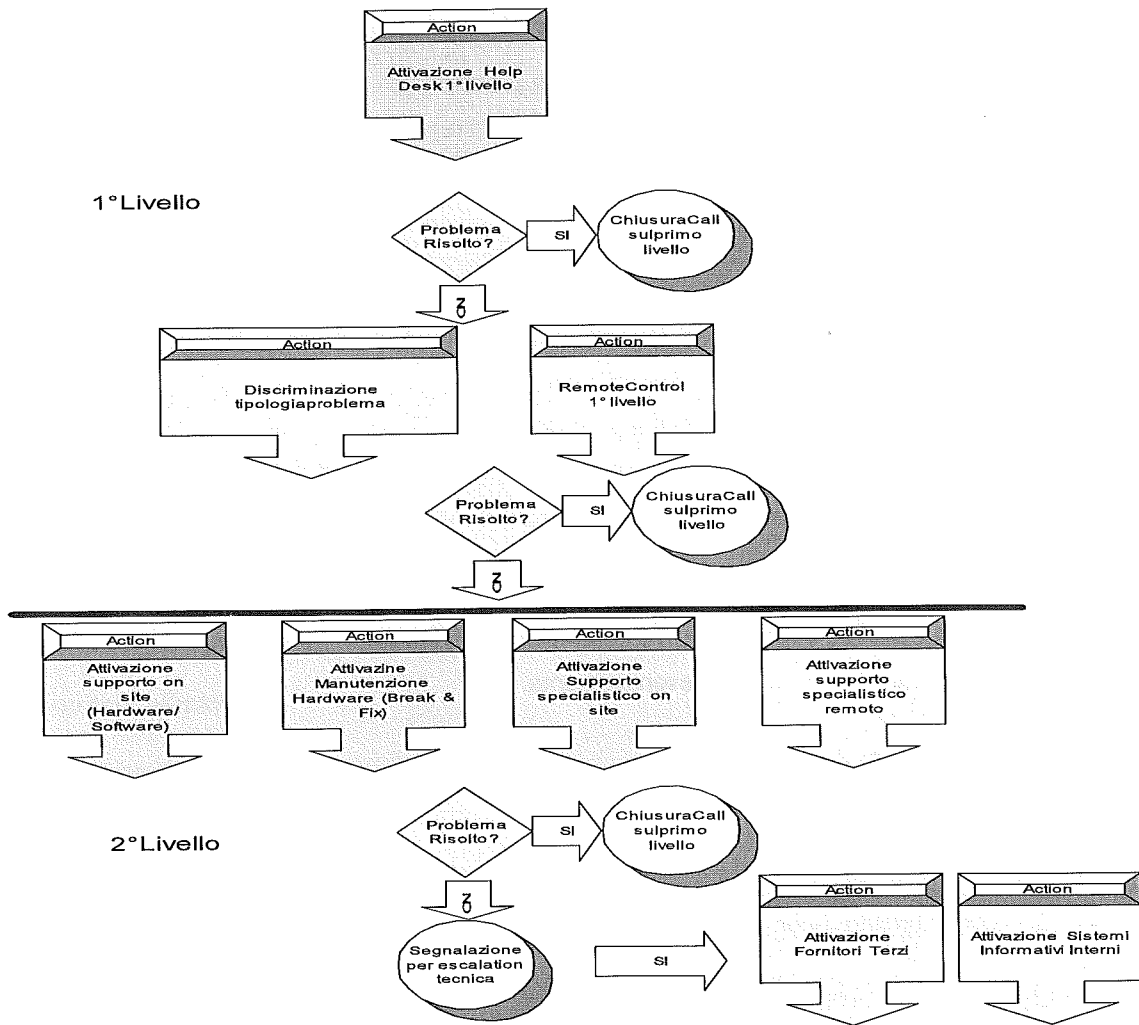 Action
Attivazione Help
Desk 1° livello
1°Livello
Problema
Risolto?
SI
ChiusuraCall
sulprimo
livello
NO
Action
Discriminazione
tipologiaproblema
Action
RemoteControl
1° livello
Problema
Risolto?
SI
ChiusuraCall
sulprimo
livello
NO
Action
Attivazione
supporto on
site
(Hardware/
Software)
Action
Attivazine
Manutenzione
Hardware (Break &
Fix)
Action
Attivazione
Supporto
specialistico on
site
Action
Attivazione
supporto
specialistico
remoto
2°Livello
Problema
Risolto?
SI
ChiusuraCall
sulprimo
livello
NO
Segnalazione
per escalation
tecnica
SI
Action
Attivazione
Fornitori Terzi
Action
Attivazione Sistemi
Informativi Interni